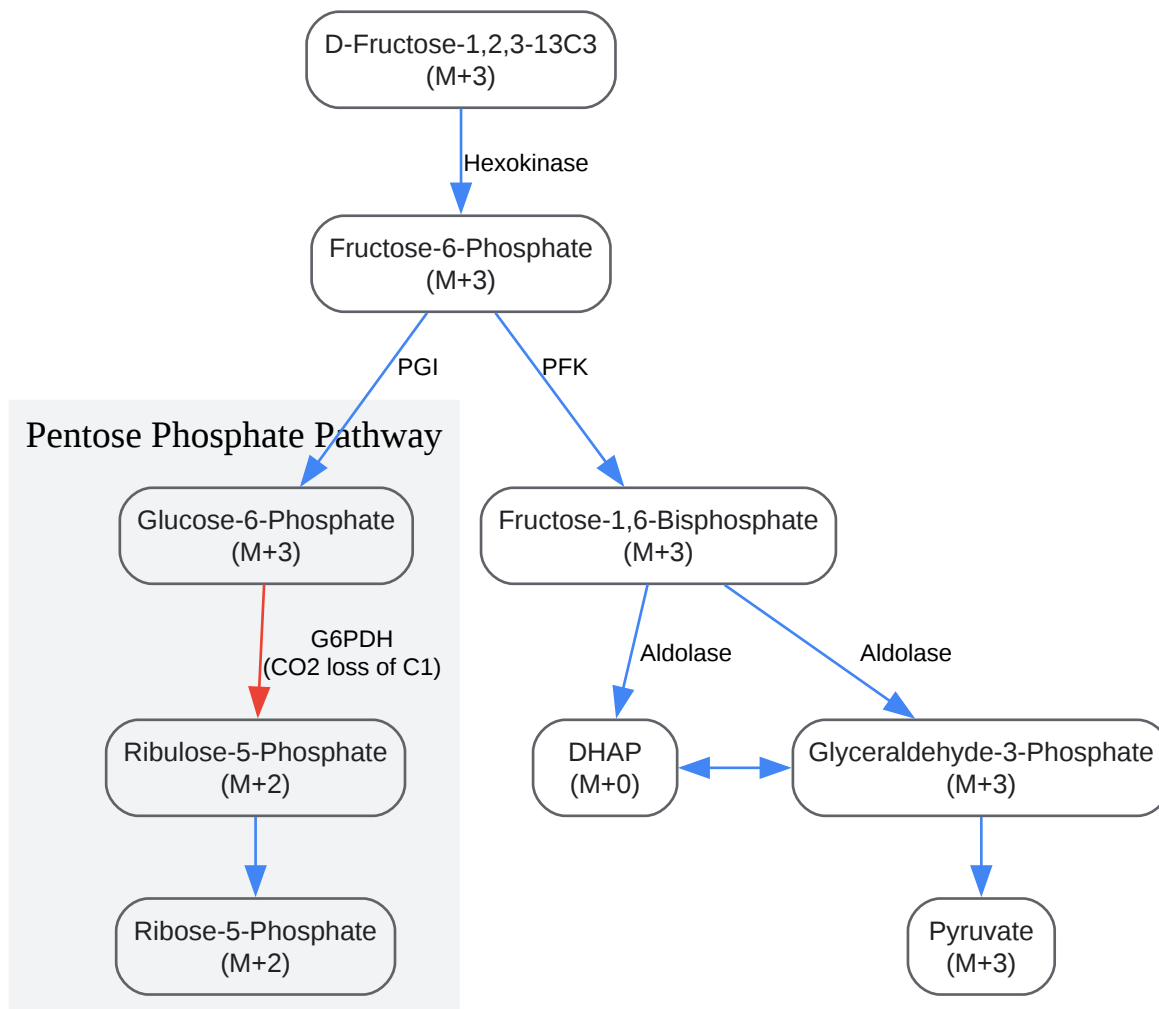 D-Fructose-1,2,3-13C3
(M+3)
Hexokinase
Fructose-6-Phosphate
(M+3)
PGI
PFK
Pentose Phosphate Pathway
Glucose-6-Phosphate
(M+3)
Fructose-1,6-Bisphosphate
(M+3)
G6PDH
(CO2 loss of C1)
Aldolase
Aldolase
Ribulose-5-Phosphate
(M+2)
DHAP
(M+0)
Glyceraldehyde-3-Phosphate
(M+3)
Ribose-5-Phosphate
(M+2)
Pyruvate
(M+3)